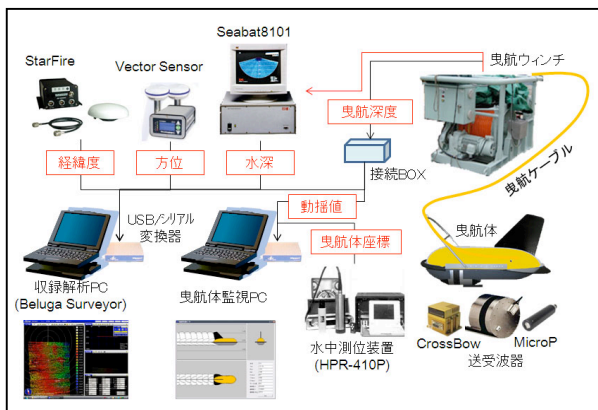 Seabat8101
StarFire
Vector Sensor
曳航ウィンチ
曳航深度
経緯度
方位
水深
接続BOX
曳航ケーブル
動揺値
USB/シリアル
変換器
曳航体座標
曳航体
収録解析PC
(Beluga Surveyor)
曳航体監視PC
水中測位装置
(HPR-410P)
CrossBow
MicroP
送受波器